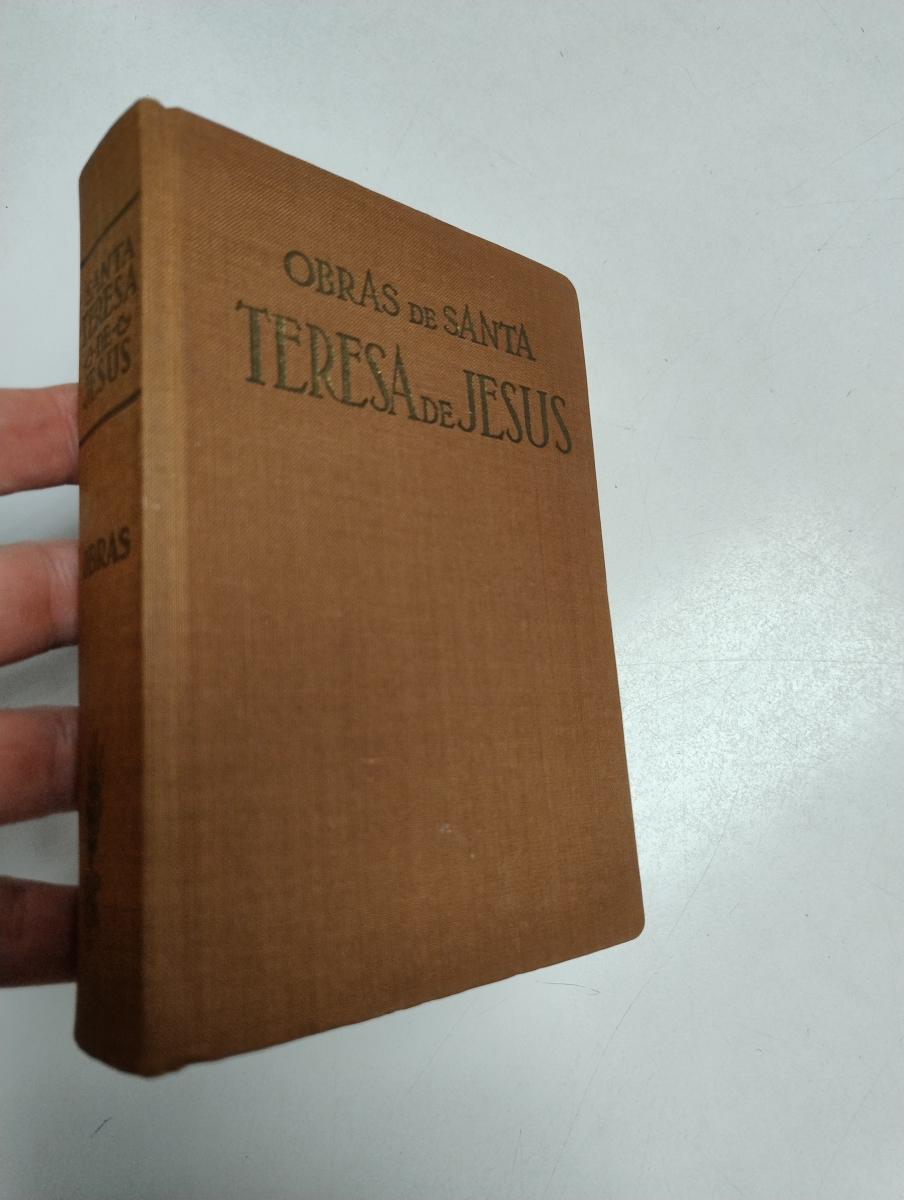 OBRAS DE SANTA
TERESA DE JESUS
SANTA
TERESA
DE
JESUS
OBRAS